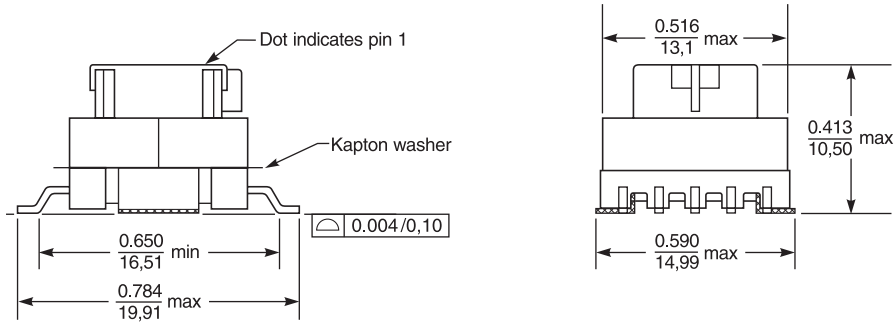 Dot indicates pin 1
Kapton washer
0.004/0,10
0.650
16,51 min
0.784
19,91 max
0.516
13,1 max
0.413
10,50 max
0.590
14,99 max